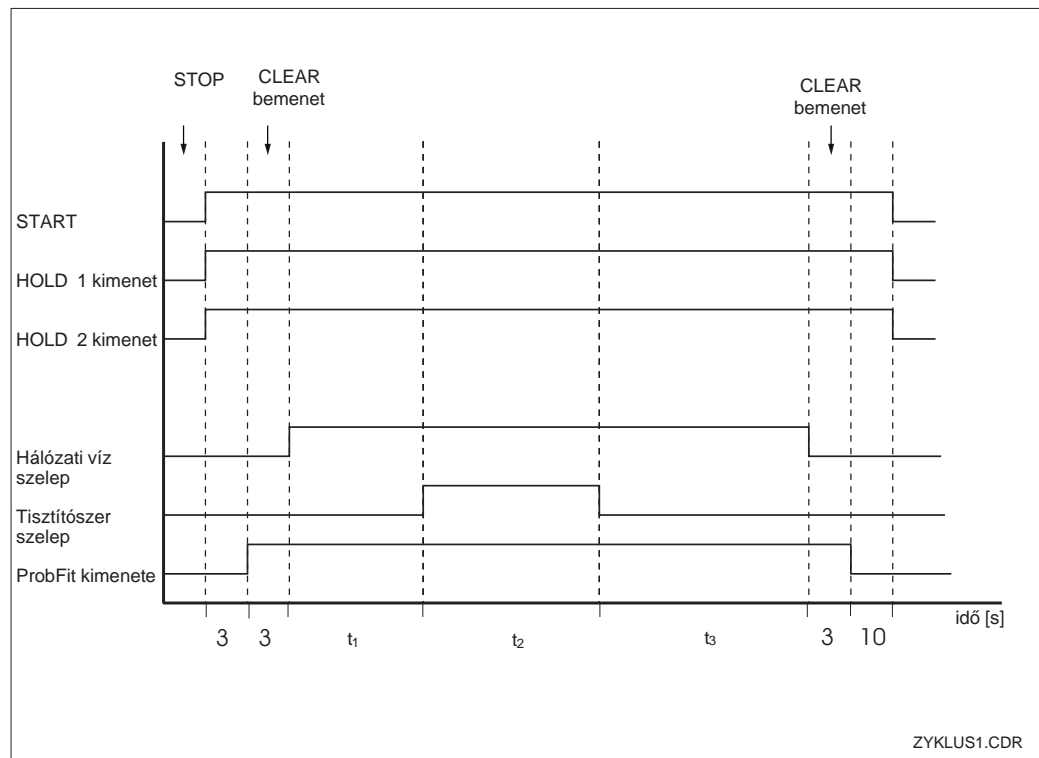 STOP
CLEAR
bemenet
CLEAR
bemenet
START
HOLD 1 kimenet
HOLD 2 kimenet
Hálózati víz
szelep
Tisztítószer
szelep
ProbFit kimenete
idő [s]
3 3 t1 t2 t3 3 10
ZYKLUS1.CDR